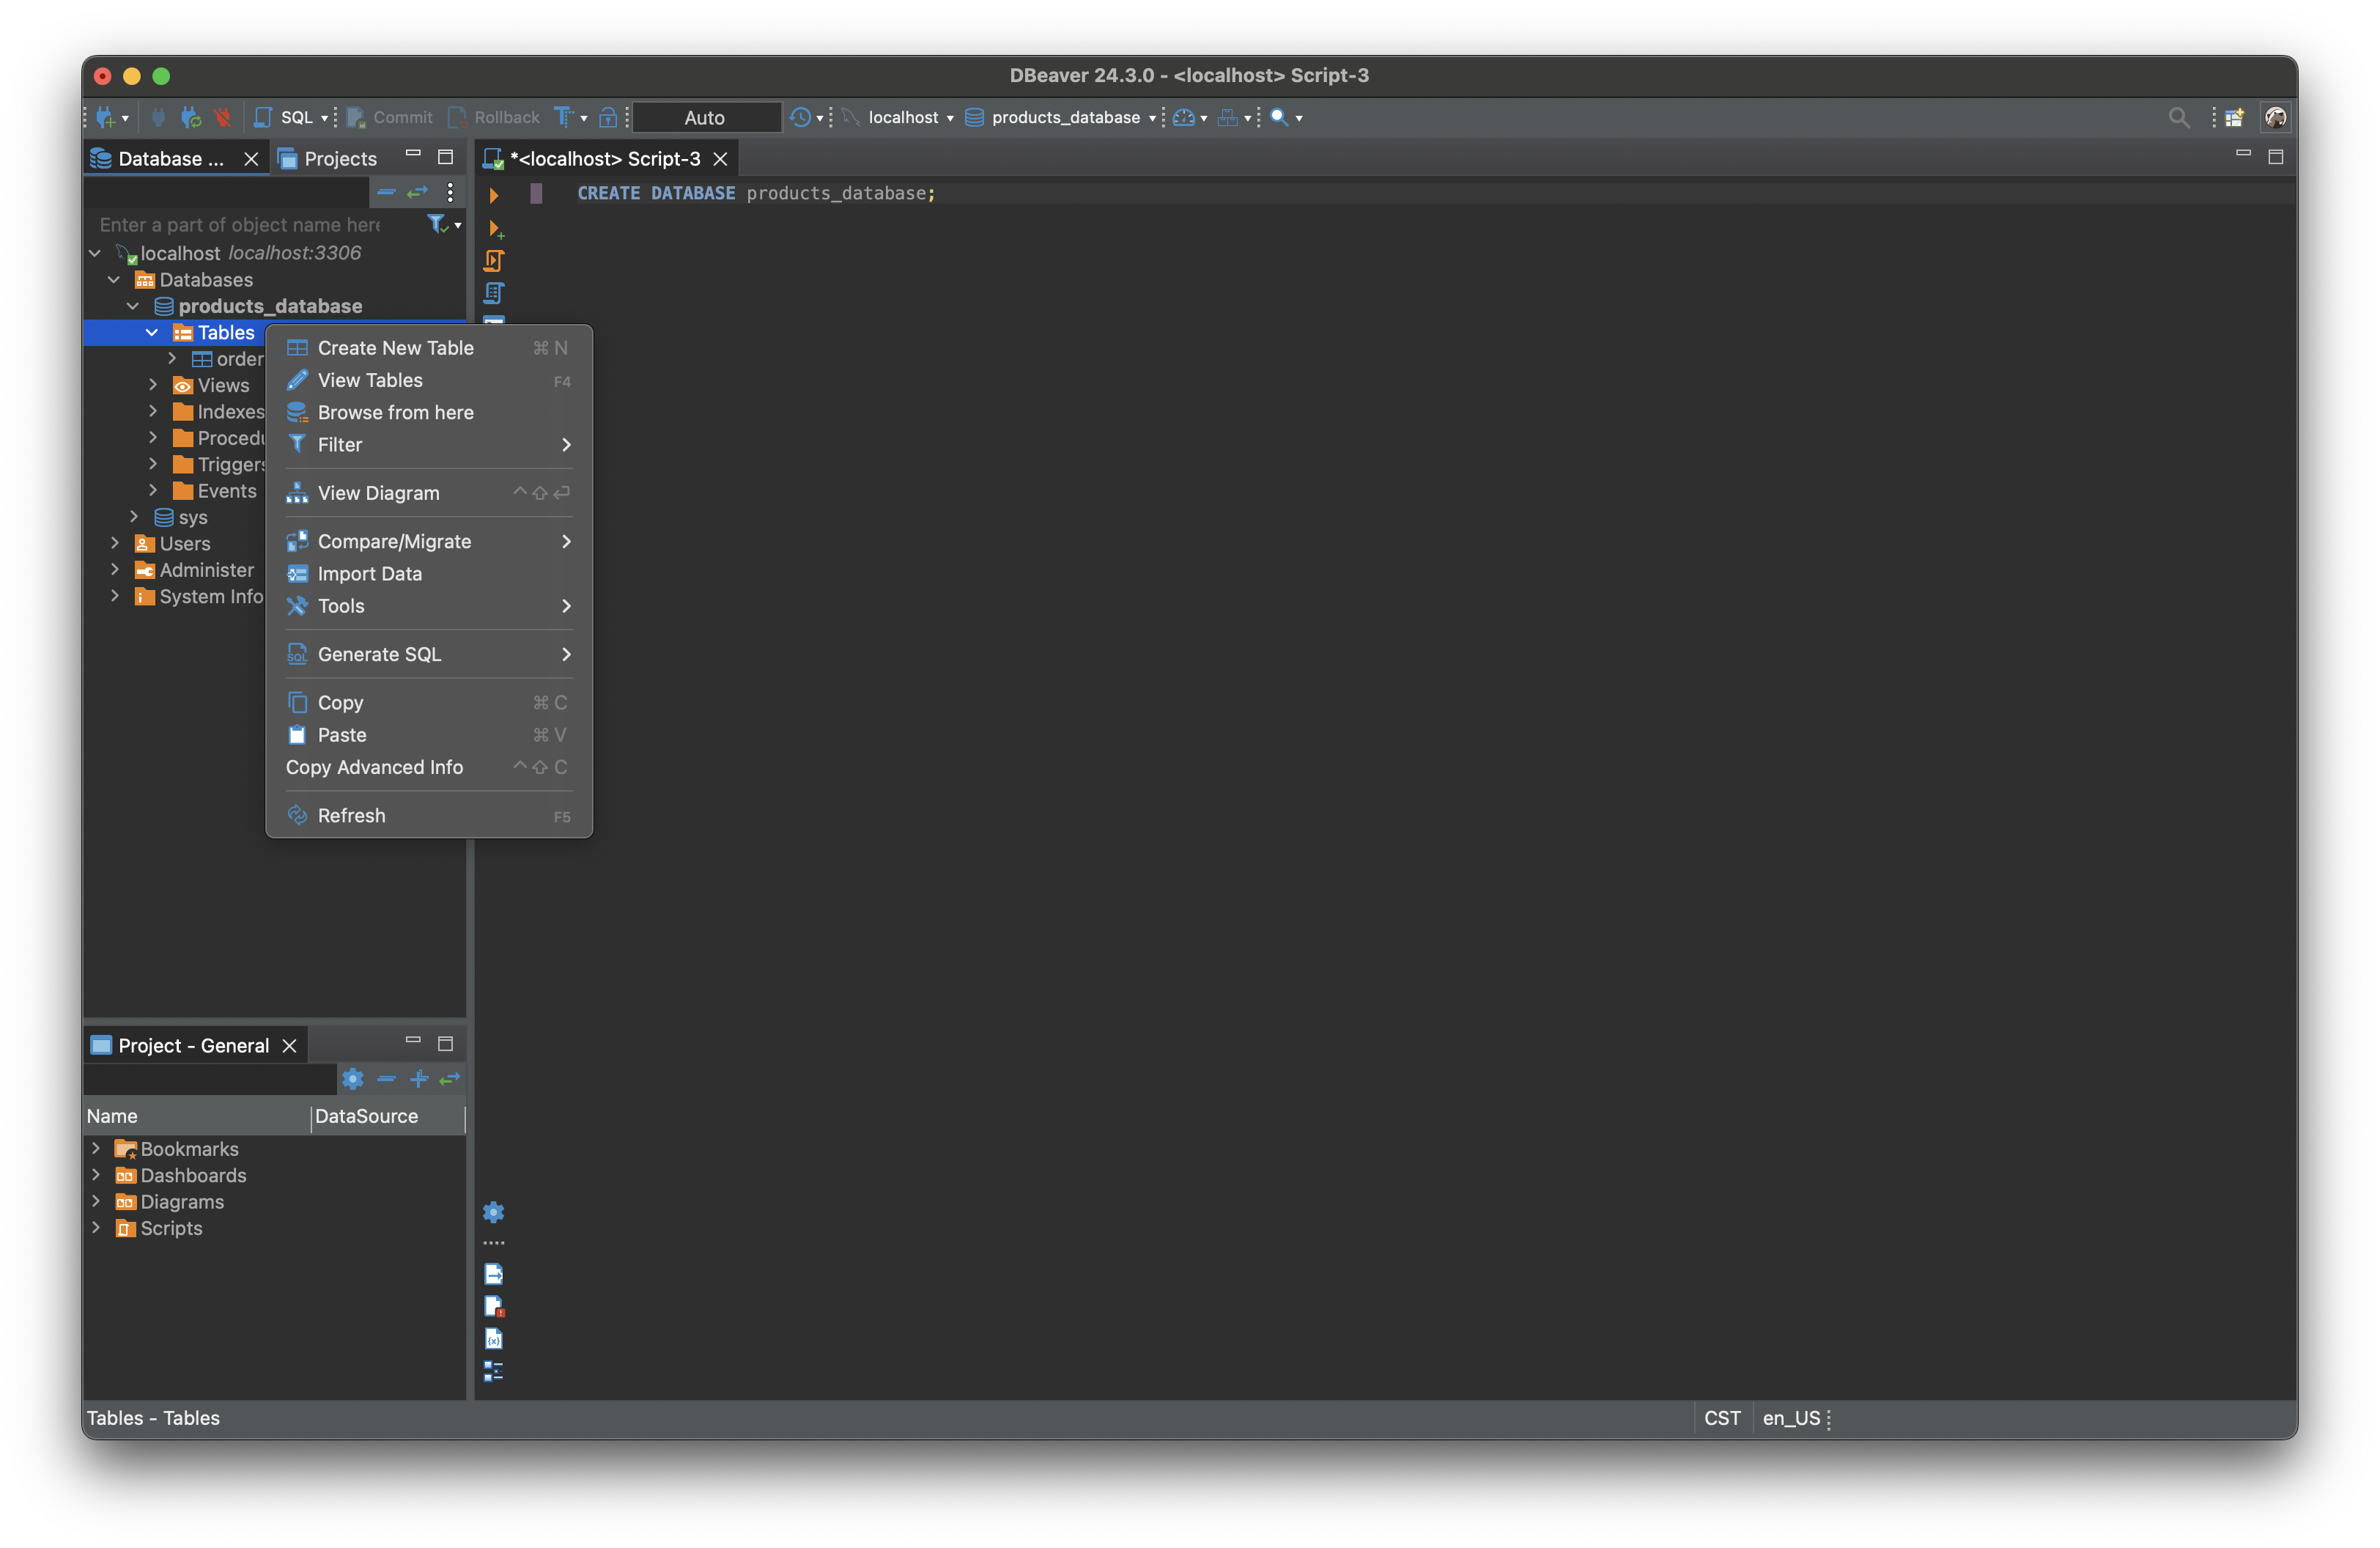 DBeaver 24.3.0 - <localhost> Script-3
SQL Commit Rollback Auto localhost products_database
Database ... Projects
*<localhost> Script-3
CREATE DATABASE products_database;
Enter a part of object name here
localhost localhost:3306
Databases
products_database
Tables
order
Views
Indexes
Procedu
Triggers
Events
sys
Users
Administer
System Info
Create New Table ⌘ N
View Tables F4
Browse from here
Filter
View Diagram ^⇧↩
Compare/Migrate
Import Data
Tools
Generate SQL
Copy ⌘ C
Paste ⌘ V
Copy Advanced Info ^⇧ C
Refresh F5
Project - General
Name DataSource
Bookmarks
Dashboards
Diagrams
Scripts
Tables - Tables
CST en_US